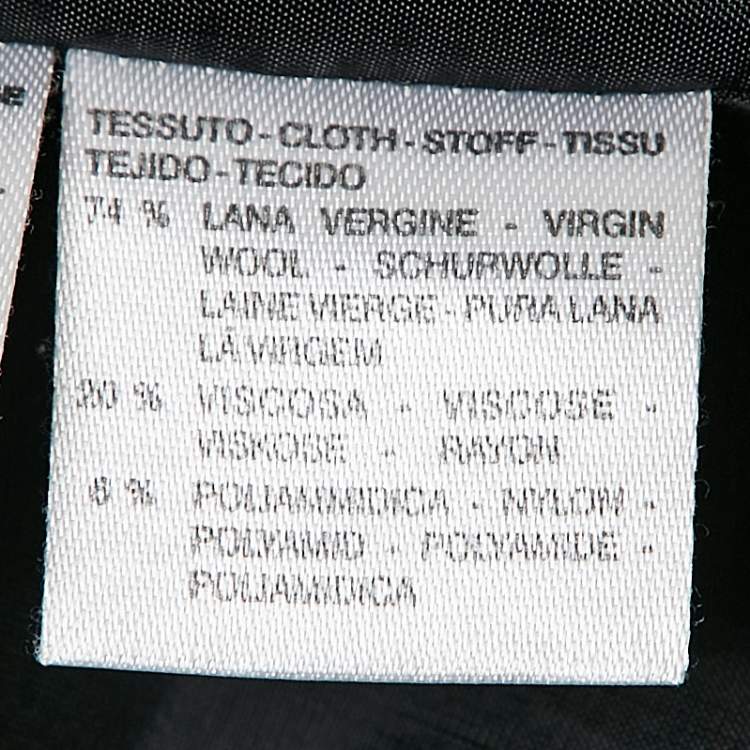 TESSUTO - CLOTH - STOFF - TISSU
TEJIDO - TECIDO
74 % LANA VERGINE - VIRGIN
WOOL - SCHURWOLLE -
LAINE VIERGE - PURA LANA
LÃ VIRGEM
20 % VISCOSA - VISCOSE -
VISKOSE - RAYON
6 % POLIAMMIDICA - NYLON -
POLYAMID - POLYAMIDE -
POLIAMIDICA